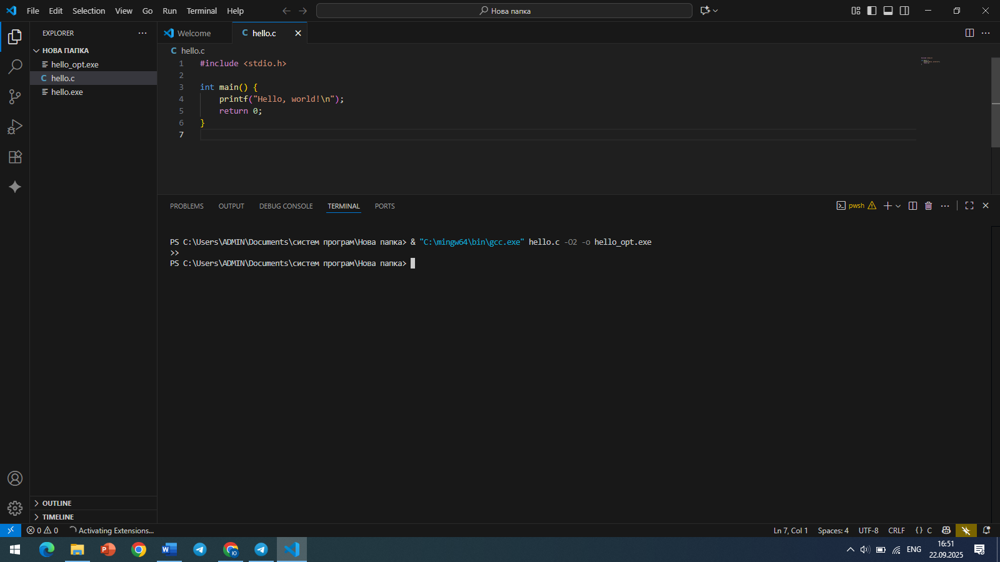 File Edit Selection View Go Run Terminal Help
Нова папка
EXPLORER
НОВА ПАПКА
hello_opt.exe
C hello.c
hello.exe
OUTLINE
TIMELINE
Welcome
C hello.c
C hello.c
1 #include <stdio.h>
2
3 int main() {
4     printf("Hello, world!\n");
5     return 0;
6 }
7
PROBLEMS OUTPUT DEBUG CONSOLE TERMINAL PORTS
pwsh
PS C:\Users\ADMIN\Documents\систем програм\Нова папка> & "C:\mingw64\bin\gcc.exe" hello.c -O2 -o hello_opt.exe
>>
PS C:\Users\ADMIN\Documents\систем програм\Нова папка>
0 0 Activating Extensions...
Ln 7, Col 1 Spaces: 4 UTF-8 CRLF {} C
ENG
16:51
22.09.2025